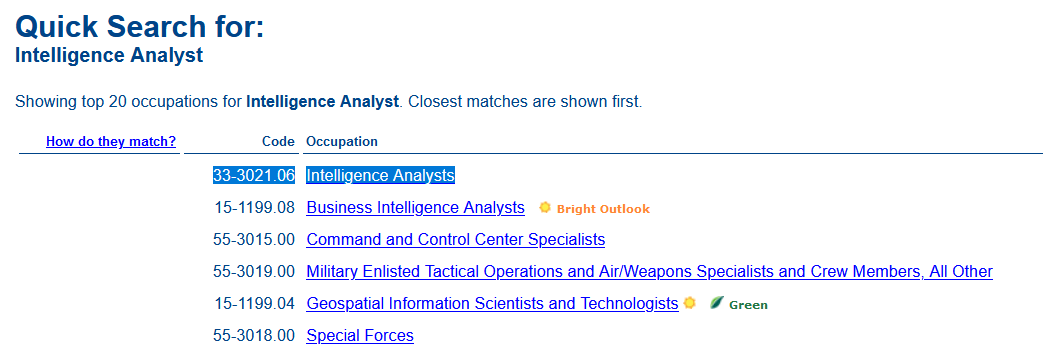 Quick Search for:
Intelligence Analyst
Showing top 20 occupations for Intelligence Analyst. Closest matches are shown first.
How do they match? Code Occupation
33-3021.06 Intelligence Analysts
15-1199.08 Business Intelligence Analysts Bright Outlook
55-3015.00 Command and Control Center Specialists
55-3019.00 Military Enlisted Tactical Operations and Air/Weapons Specialists and Crew Members, All Other
15-1199.04 Geospatial Information Scientists and Technologists Green
55-3018.00 Special Forces